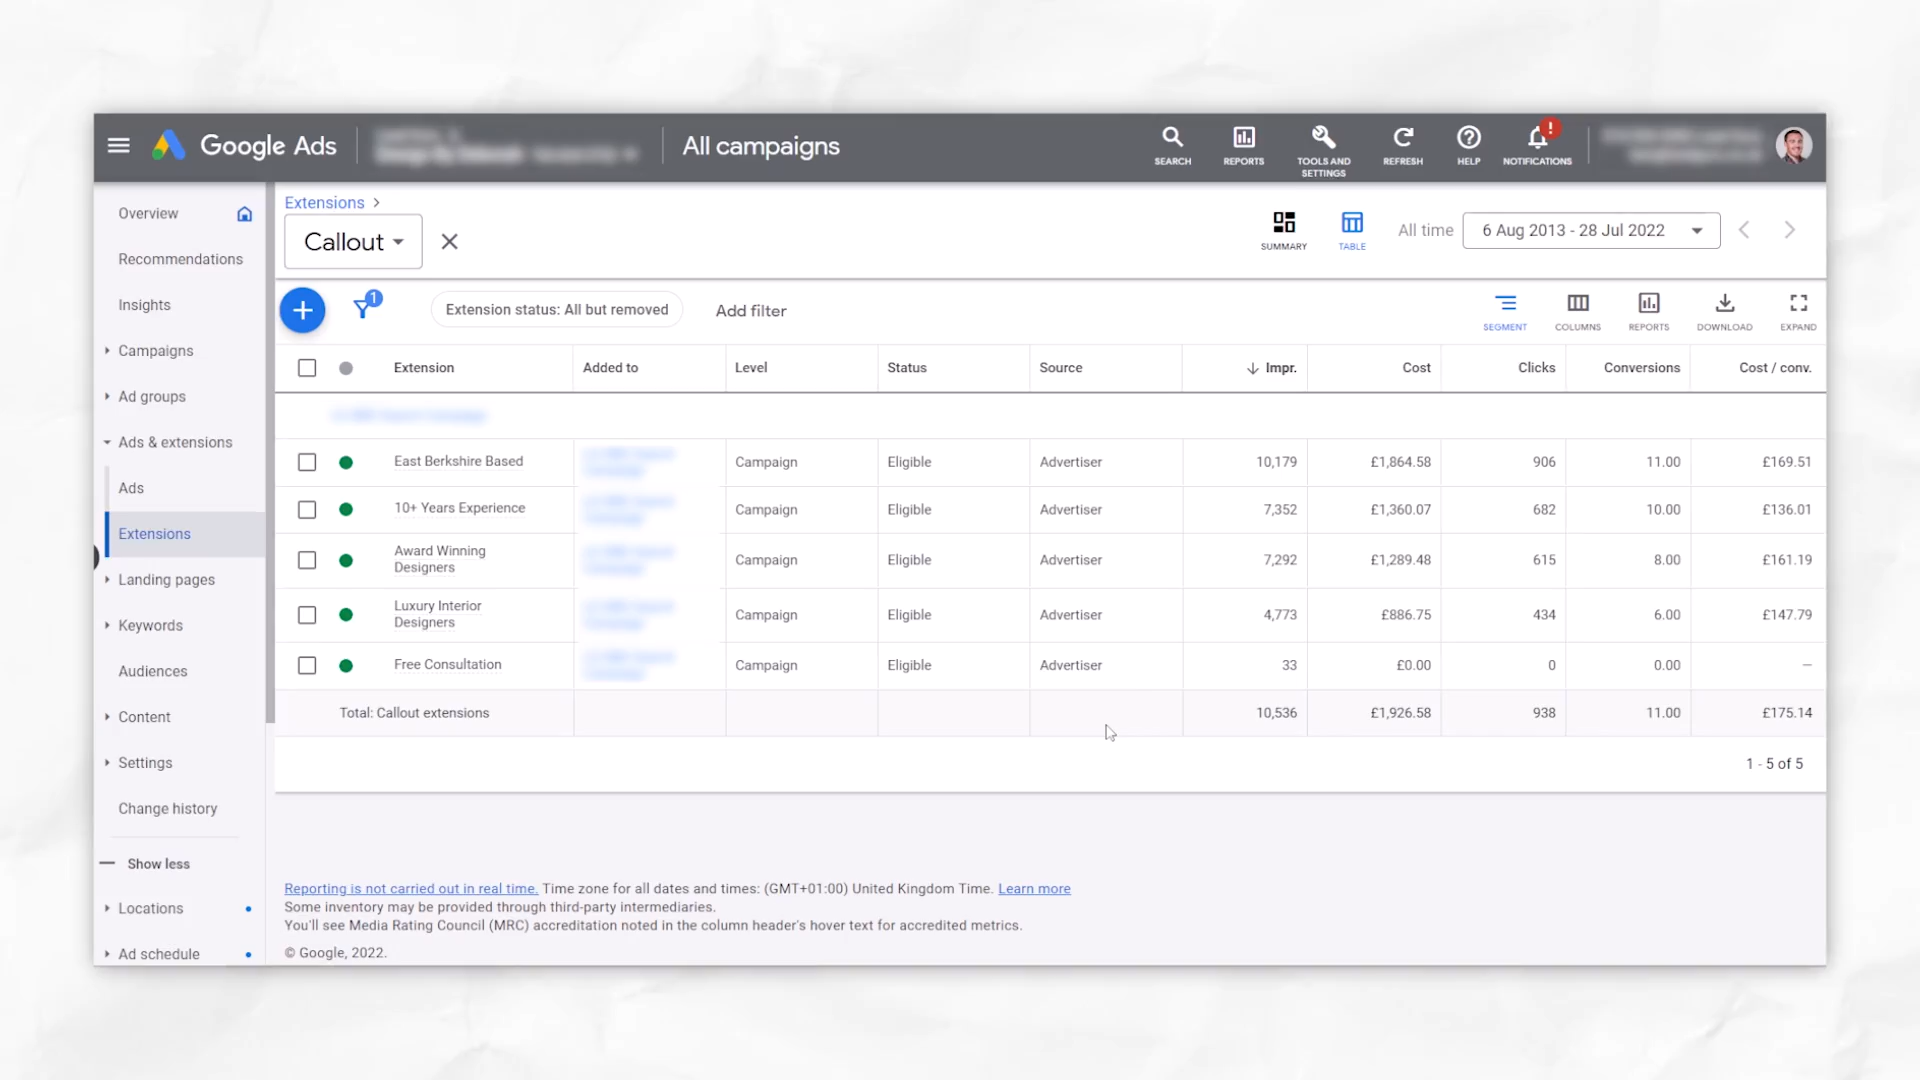 Google Ads
All campaigns
SEARCH
REPORTS
TOOLS AND
SETTINGS
REFRESH
HELP
!
NOTIFICATIONS
Overview
Recommendations
Insights
Campaigns
Ad groups
Ads & extensions
Ads
Extensions
Landing pages
Keywords
Audiences
Content
Settings
Change history
Show less
Locations
Ad schedule
Extensions
Callout
SUMMARY
TABLE
All time
6 Aug 2013 - 28 Jul 2022
1
Extension status: All but removed
Add filter
SEGMENT
COLUMNS
REPORTS
DOWNLOAD
EXPAND
Extension Added to Level Status Source Impr. Cost Clicks Conversions Cost / conv.
East Berkshire Based Campaign Eligible Advertiser 10,179 £1,864.58 906 11.00 £169.51
10+ Years Experience Campaign Eligible Advertiser 7,352 £1,360.07 682 10.00 £136.01
Award Winning
Designers Campaign Eligible Advertiser 7,292 £1,289.48 615 8.00 £161.19
Luxury Interior
Designers Campaign Eligible Advertiser 4,773 £886.75 434 6.00 £147.79
Free Consultation Campaign Eligible Advertiser 33 £0.00 0 0.00 —
Total: Callout extensions 10,536 £1,926.58 938 11.00 £175.14
1 - 5 of 5
Reporting is not carried out in real time. Time zone for all dates and times: (GMT+01:00) United Kingdom Time. Learn more
Some inventory may be provided through third-party intermediaries.
You'll see Media Rating Council (MRC) accreditation noted in the column header's hover text for accredited metrics.
© Google, 2022.